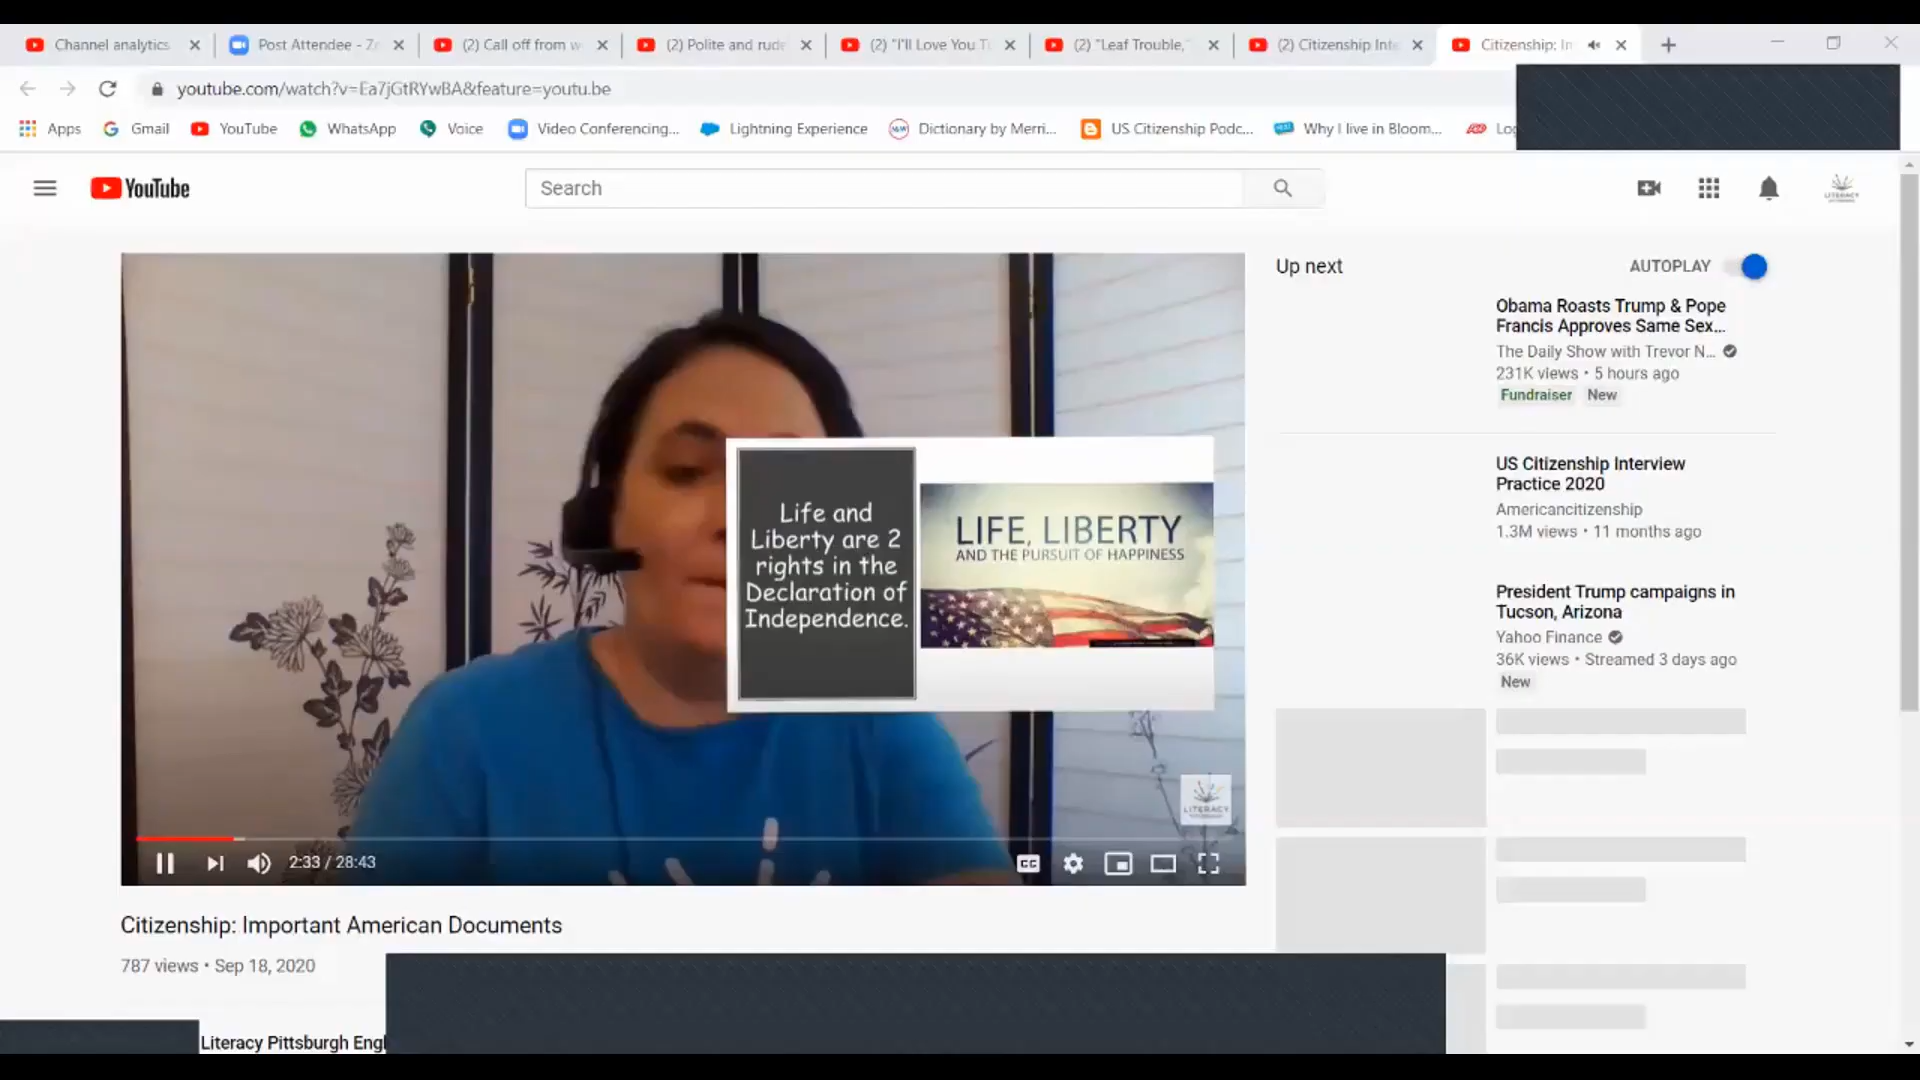 Channel analytics
Post Attendee - Z
(2) Call off from w
(2) Polite and rude
(2) "I'll Love You T
(2) "Leaf Trouble,"
(2) Citizenship Inte
Citizenship: In
youtube.com/watch?v=Ea7jGtRYwBA&feature=youtu.be
Apps
Gmail
YouTube
WhatsApp
Voice
Video Conferencing...
Lightning Experience
Dictionary by Merri...
US Citizenship Podc...
Why I live in Bloom...
YouTube
Search
LITERACY
Up next
AUTOPLAY
Obama Roasts Trump & Pope
Francis Approves Same Sex...
The Daily Show with Trevor N...
231K views • 5 hours ago
Fundraiser New
US Citizenship Interview
Practice 2020
Americancitizenship
1.3M views • 11 months ago
President Trump campaigns in
Tucson, Arizona
Yahoo Finance
36K views • Streamed 3 days ago
New
Life and
Liberty are 2
rights in the
Declaration of
Independence.
LIFE, LIBERTY
AND THE PURSUIT OF HAPPINESS
LITERACY
2:33 / 28:43
CC
Citizenship: Important American Documents
787 views • Sep 18, 2020
Literacy Pittsburgh Engl